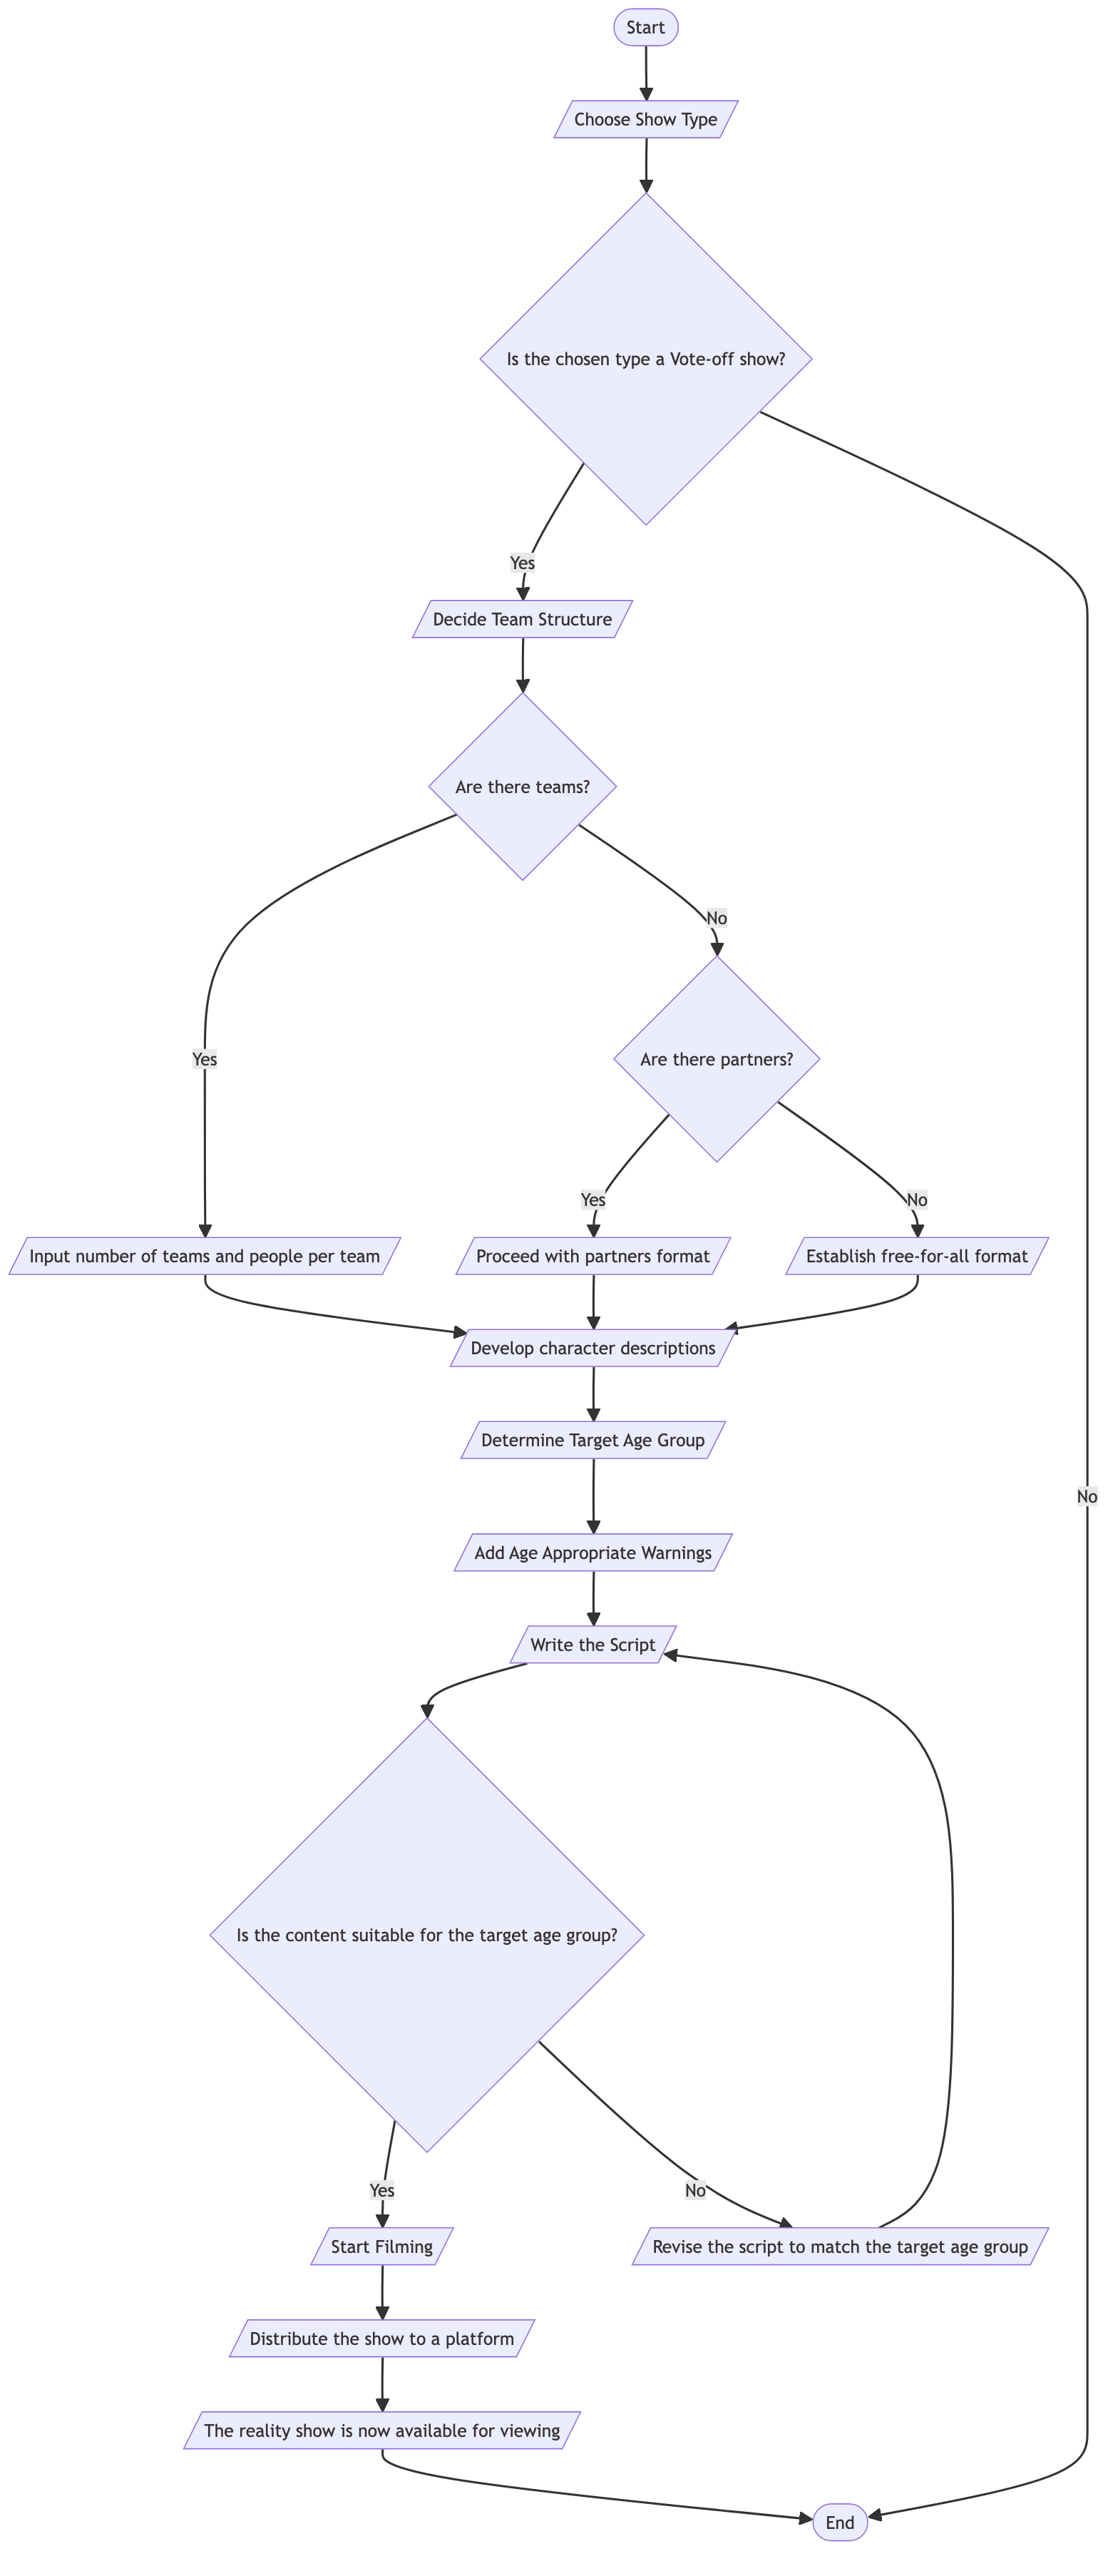 Start
Choose Show Type
Is the chosen type a Vote-off show?
Yes
Decide Team Structure
Are there teams?
No
Yes
Are there partners?
Yes
No
Input number of teams and people per team
Proceed with partners format
Establish free-for-all format
Develop character descriptions
Determine Target Age Group
No
Add Age Appropriate Warnings
Write the Script
Is the content suitable for the target age group?
Yes
No
Start Filming
Revise the script to match the target age group
Distribute the show to a platform
The reality show is now available for viewing
End